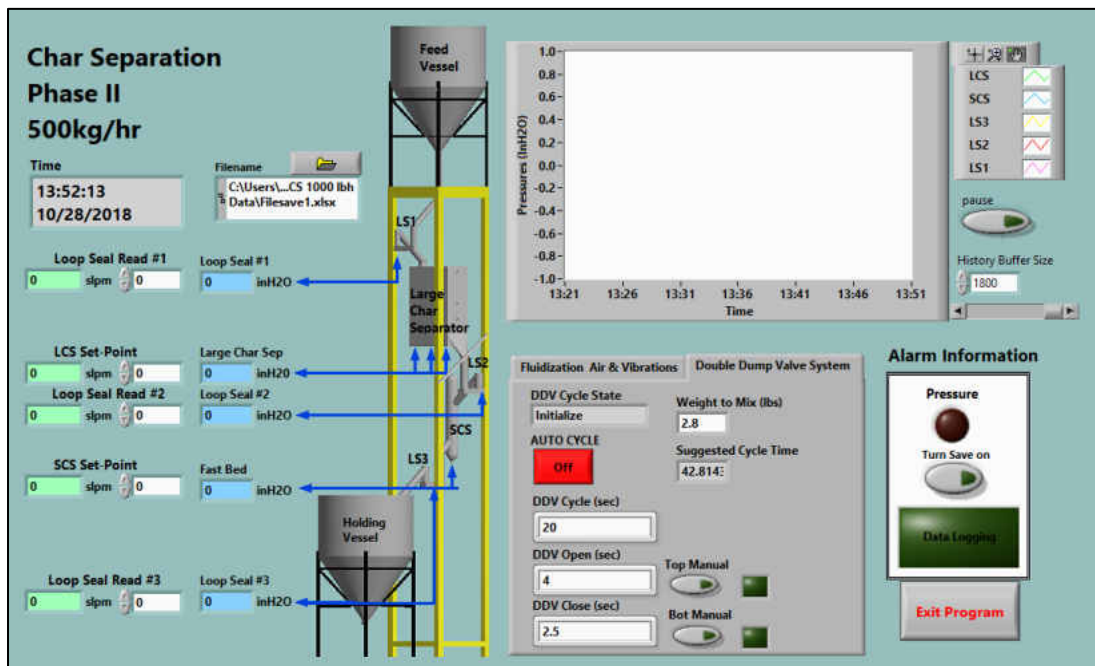 Char Separation
Phase II
500kg/hr
Time
13:52:13
10/28/2018
Filename
C:\Users\...CS 1000 lbh
Data\Filesave1.xlsx
Loop Seal Read #1
0 slpm 0
Loop Seal #1
0 inH2O
LCS Set-Point
0 slpm 0
Large Char Sep
0 inH2O
Loop Seal Read #2
0 slpm 0
Loop Seal #2
0 inH2O
SCS Set-Point
0 slpm 0
Fast Bed
0 inH2O
Loop Seal Read #3
0 slpm 0
Loop Seal #3
0 inH2O
Feed
Vessel
LS1
Large
Char
Separator
LS2
SCS
LS3
Holding
Vessel
Pressures (InH2O)
1.0
0.8
0.6
0.4
0.2
0.0
-0.2
-0.4
-0.6
-0.8
-1.0
13:21 13:26 13:31 13:36 13:41 13:46 13:51
Time
LCS
SCS
LS3
LS2
LS1
pause
History Buffer Size
1800
Fluidization Air & Vibrations
Double Dump Valve System
DDV Cycle State
Initialize
AUTO CYCLE
Off
Weight to Mix (lbs)
2.8
Suggested Cycle Time
DDV Cycle (sec)
20
DDV Open (sec)
4
DDV Close (sec)
2.5
Top Manual
Bot Manual
Alarm Information
Pressure
Turn Save on
Data Logging
Exit Program